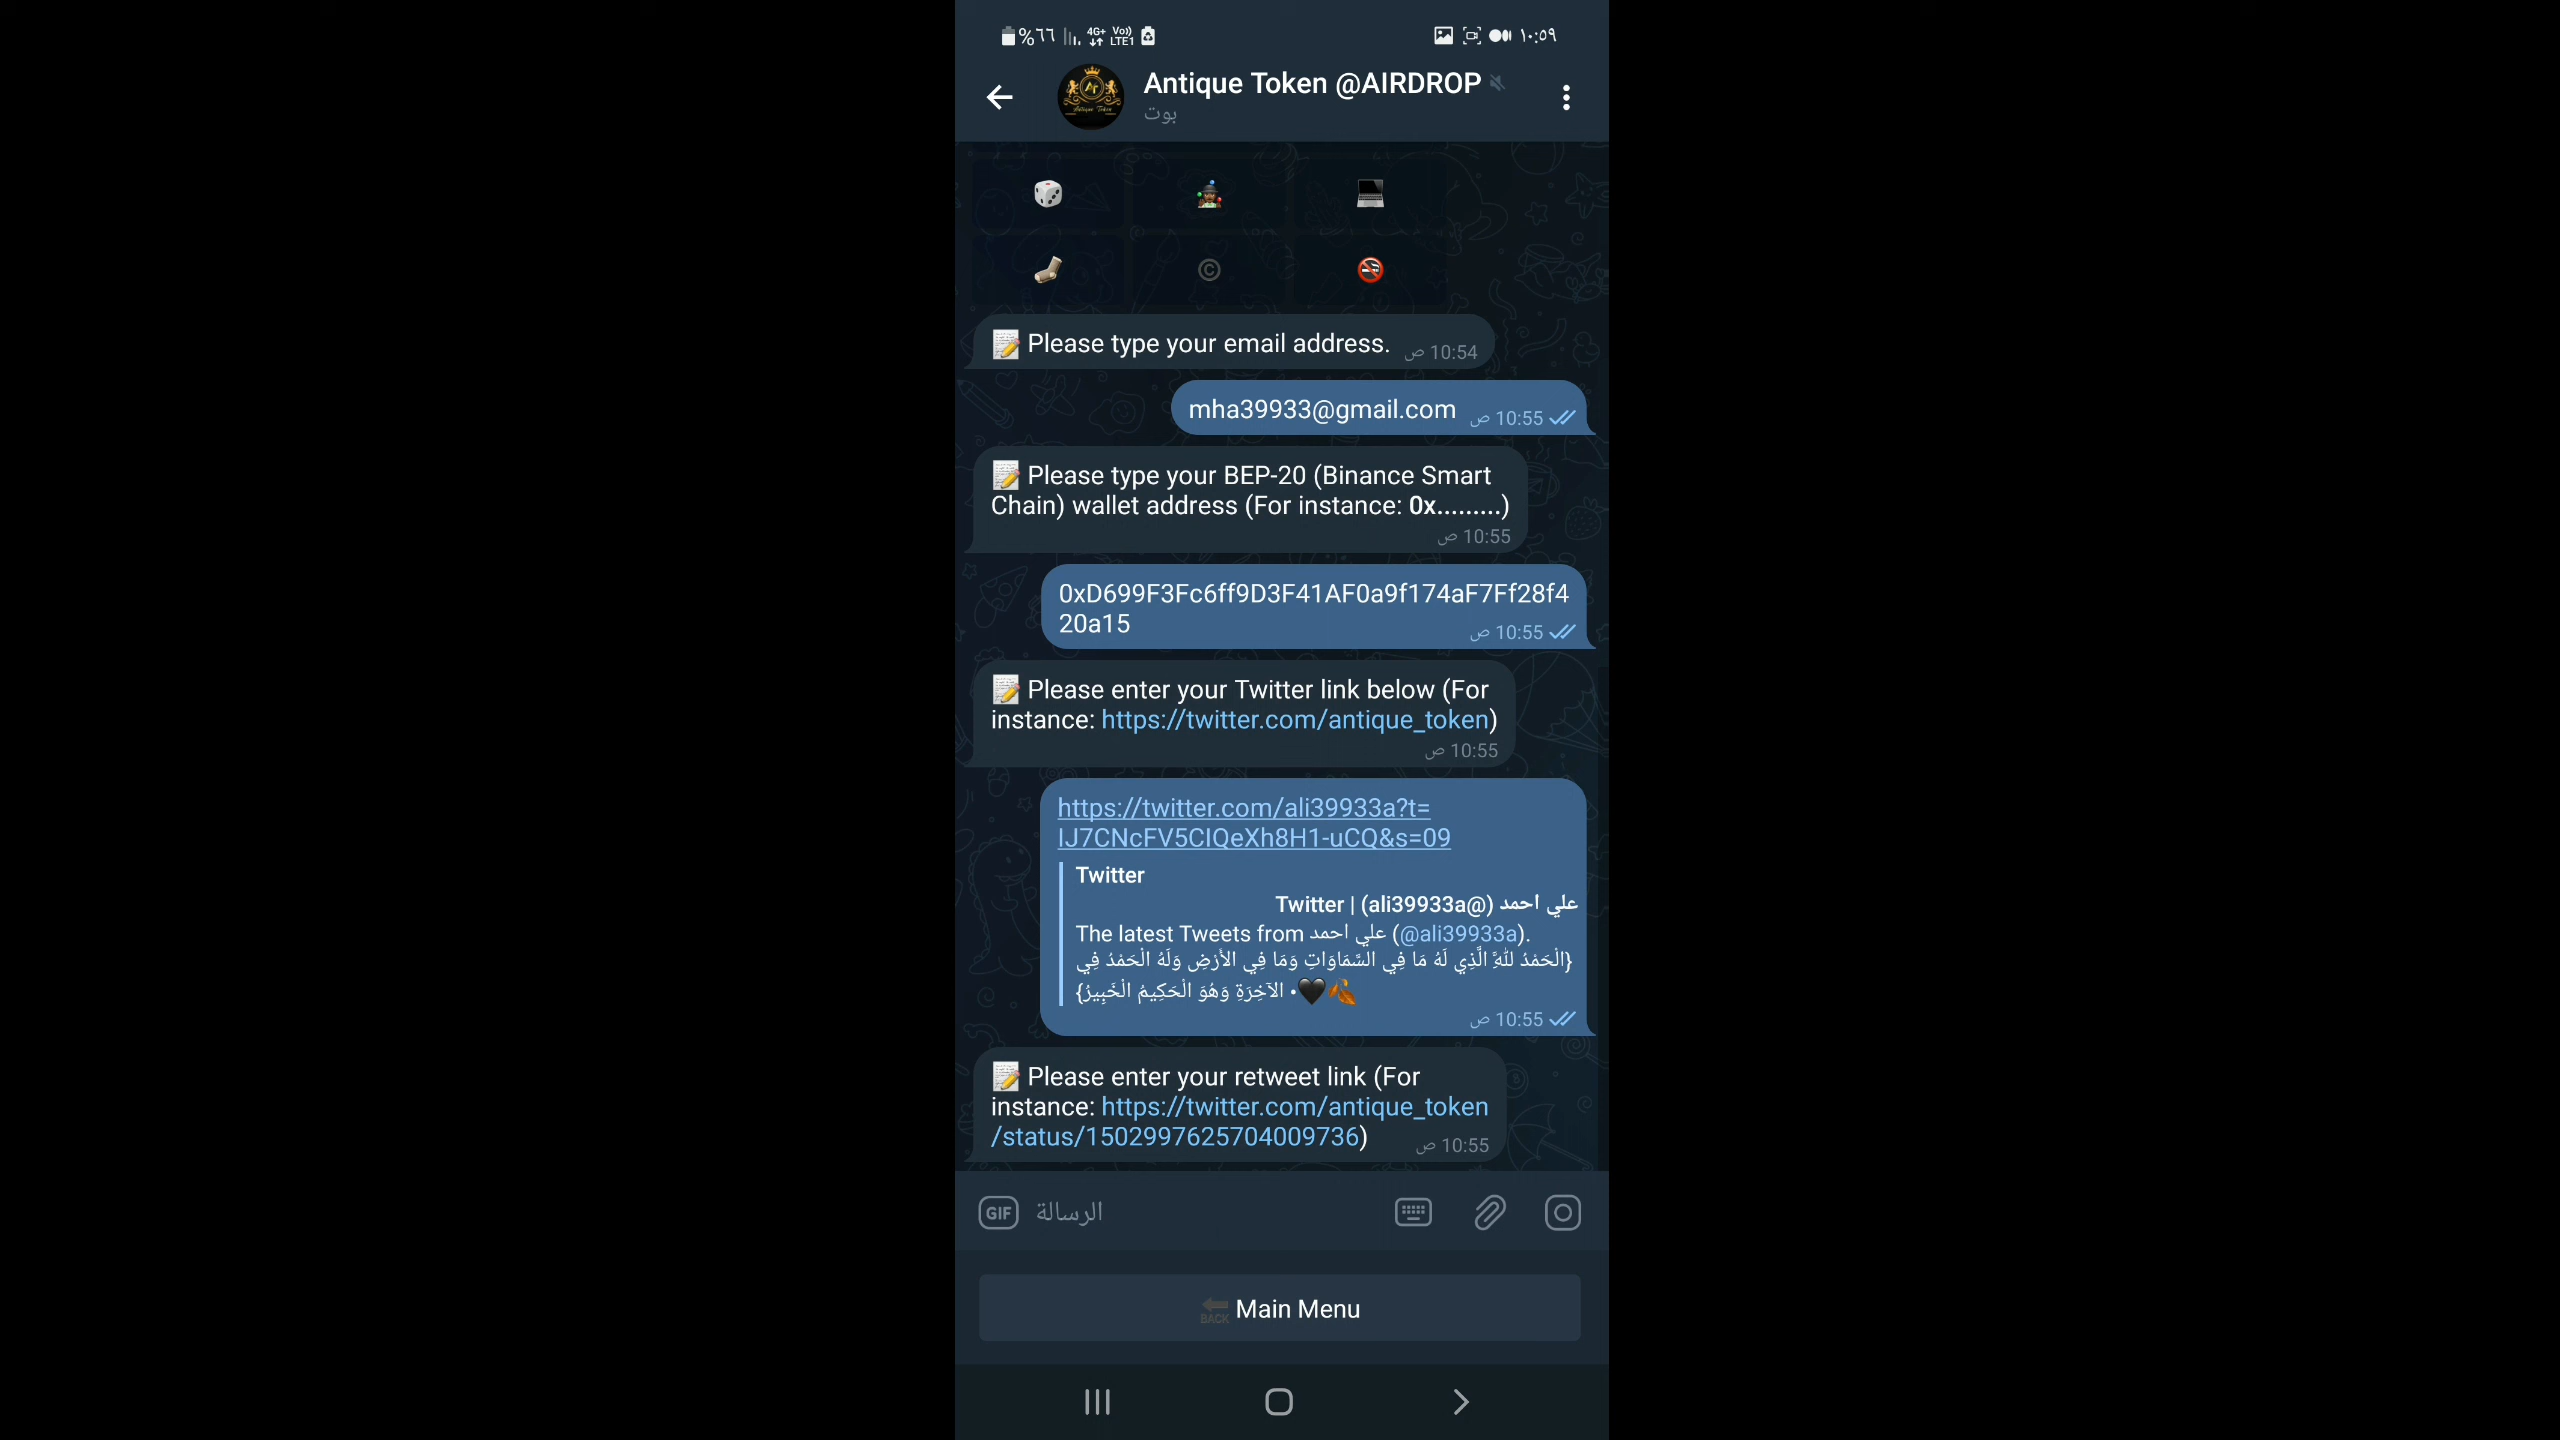 %٦٦ 4G+ Vo)) LTE1 ١٠:٥٩
Antique Token @AIRDROP
بوت
📝 Please type your email address. 10:54 ص
mha39933@gmail.com 10:55 ص
📝 Please type your BEP-20 (Binance Smart
Chain) wallet address (For instance: 0x.........)
10:55 ص
0xD699F3Fc6ff9D3F41AF0a9f174aF7Ff28f4
20a15 10:55 ص
📝 Please enter your Twitter link below (For
instance: https://twitter.com/antique_token)
10:55 ص
https://twitter.com/ali39933a?t=
IJ7CNcFV5CIQeXh8H1-uCQ&s=09
Twitter
علي احمد (@ali39933a) | Twitter
The latest Tweets from علي احمد (@ali39933a).
{الْحَمْدُ لِلَّهِ الَّذِي لَهُ مَا فِي السَّمَاوَاتِ وَمَا فِي الأَرْضِ وَلَهُ الْحَمْدُ فِي
الآخِرَةِ وَهُوَ الْحَكِيمُ الْخَبِيرُ} •🖤🍂
10:55 ص
📝 Please enter your retweet link (For
instance: https://twitter.com/antique_token
/status/1502997625704009736) 10:55 ص
GIF الرسالة
BACK Main Menu